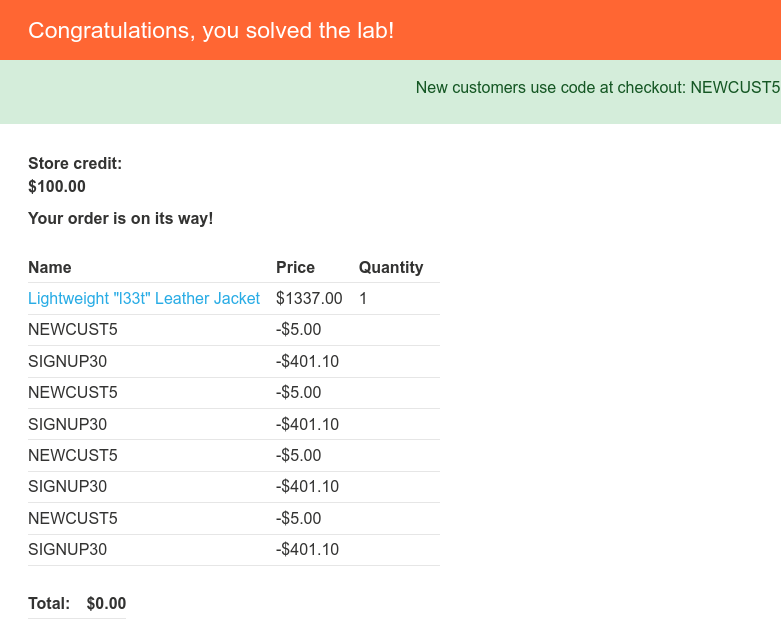 Congratulations, you solved the lab!
New customers use code at checkout: NEWCUST5
Store credit:
$100.00
Your order is on its way!
Name Price Quantity
Lightweight "l33t" Leather Jacket $1337.00 1
NEWCUST5 -$5.00
SIGNUP30 -$401.10
NEWCUST5 -$5.00
SIGNUP30 -$401.10
NEWCUST5 -$5.00
SIGNUP30 -$401.10
NEWCUST5 -$5.00
SIGNUP30 -$401.10
Total: $0.00